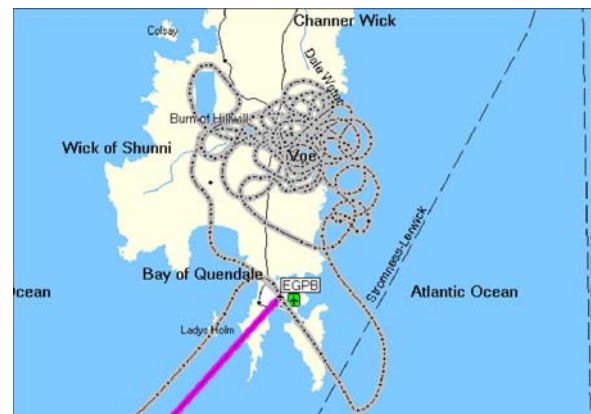 Channer Wick
Colsay
Dale Wome
Burn of Hillwill
Wick of Shunni
Voe
Stromness-Lerwick
Bay of Quendale
EGPB
cean
Atlantic Ocean
Ladys Holm